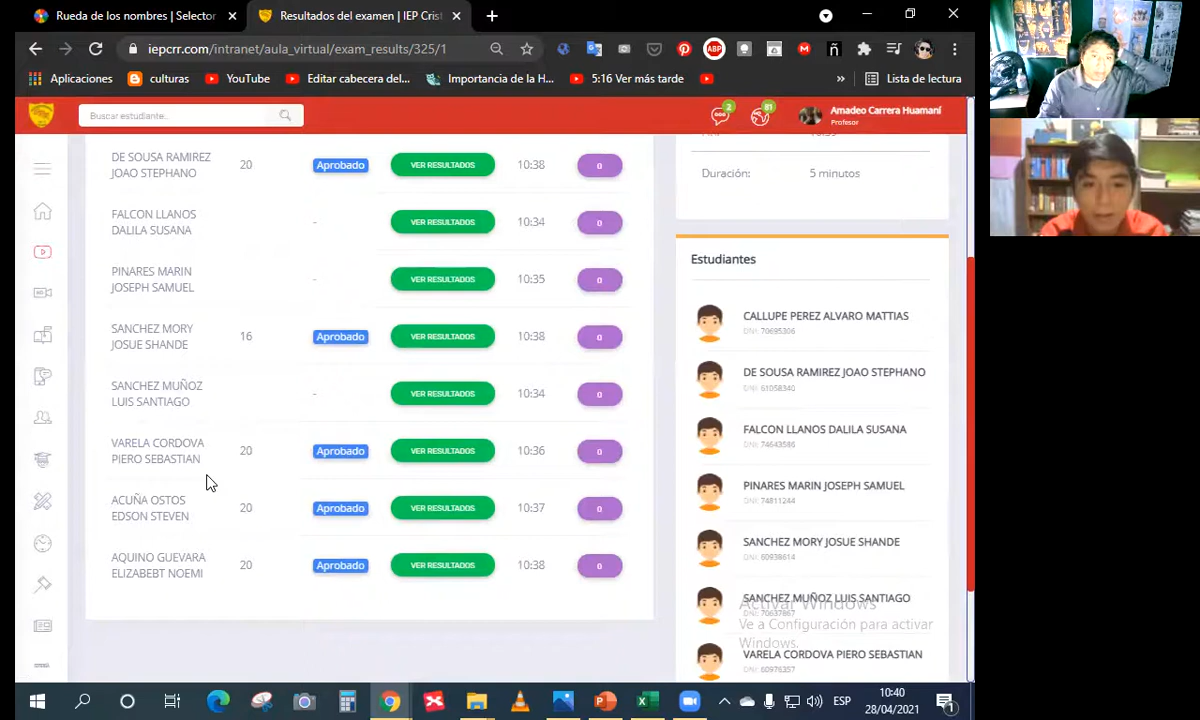 Rueda de los nombres | Selector
Resultados del examen | IEP Cris
iepcrr.com/intranet/aula_virtual/exam_results/325/1
Aplicaciones
culturas
YouTube
Editar cabecera del...
Importancia de la H...
5:16 Ver más tarde
»
Lista de lectura
Buscar estudiante..
2
81
Amadeo Carrera Huamaní
Profesor
DE SOUSA RAMIREZ
JOAO STEPHANO
20
Aprobado
VER RESULTADOS
10:38
0
FALCON LLANOS
DALILA SUSANA
-
VER RESULTADOS
10:34
0
PINARES MARIN
JOSEPH SAMUEL
-
VER RESULTADOS
10:35
0
SANCHEZ MORY
JOSUE SHANDE
16
Aprobado
VER RESULTADOS
10:38
0
SANCHEZ MUÑOZ
LUIS SANTIAGO
-
VER RESULTADOS
10:34
0
VARELA CORDOVA
PIERO SEBASTIAN
20
Aprobado
VER RESULTADOS
10:36
0
ACUÑA OSTOS
EDSON STEVEN
20
Aprobado
VER RESULTADOS
10:37
0
AQUINO GUEVARA
ELIZABEBT NOEMI
20
Aprobado
VER RESULTADOS
10:38
0
Duración:
5 minutos
Estudiantes
CALLUPE PEREZ ALVARO MATTIAS
DNI: 70695306
DE SOUSA RAMIREZ JOAO STEPHANO
DNI: 61058340
FALCON LLANOS DALILA SUSANA
DNI: 74643586
PINARES MARIN JOSEPH SAMUEL
DNI: 74811244
SANCHEZ MORY JOSUE SHANDE
DNI: 60938614
SANCHEZ MUÑOZ LUIS SANTIAGO
DNI: 70637867
VARELA CORDOVA PIERO SEBASTIAN
DNI: 60976357
Activar Windows
Ve a Configuración para activar
Windows.
ESP
10:40
28/04/2021